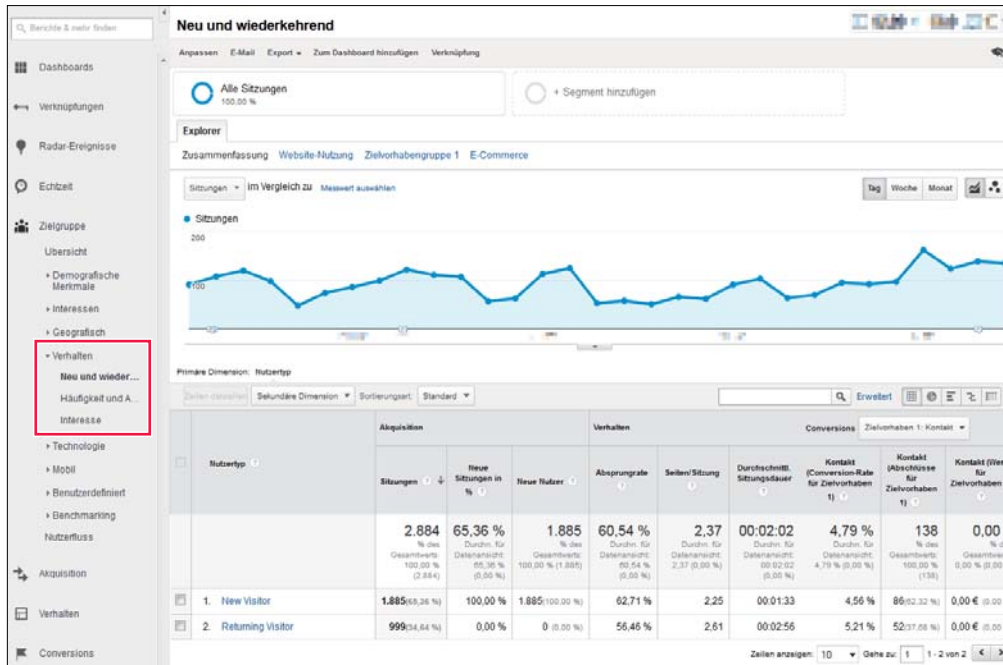 Berichte & mehr finden
Dashboards
Verknüpfungen
Radar-Ereignisse
Echtzeit
Zielgruppe
Übersicht
Demografische
Merkmale
Interessen
Geografisch
Verhalten
Neu und wieder...
Häufigkeit und A...
Interesse
Technologie
Mobil
Benutzerdefiniert
Benchmarking
Nutzerfluss
Akquisition
Verhalten
Conversions
Neu und wiederkehrend
Anpassen E-Mail Export Zum Dashboard hinzufügen Verknüpfung
Alle Sitzungen
100,00 %
+ Segment hinzufügen
Explorer
Zusammenfassung Website-Nutzung Zielvorhabengruppe 1 E-Commerce
Sitzungen im Vergleich zu Messwert auswählen
Tag Woche Monat
Sitzungen
200
100
Primäre Dimension: Nutzertyp
Zeilen darstellen Sekundäre Dimension Sortierungsart: Standard
Erweitert
Akquisition Verhalten Conversions Zielvorhaben 1: Kontakt
Nutzertyp
Sitzungen
Neue
Sitzungen in
%
Neue Nutzer
Absprungrate
Seiten/Sitzung
Durchschnittl.
Sitzungsdauer
Kontakt
(Conversion-Rate
für Zielvorhaben
1)
Kontakt
(Abschlüsse
für
Zielvorhaben
1)
Kontakt (Wer
für
Zielvorhaben
2.884 65,36 % 1.885 60,54 % 2,37 00:02:02 4,79 % 138 0,00
% des
Gesamtwerts:
100,00 %
(2.884)
Durchn. für
Datenansicht:
65,36 %
(0,00 %)
% des
Gesamtwerts:
100,00 % (1.885)
Durchn. für
Datenansicht:
60,54 %
(0,00 %)
Durchn. für
Datenansicht:
2,37 (0,00 %)
Durchn. für
Datenansicht:
00:02:02
(0,00 %)
Durchn. für
Datenansicht:
4,79 % (0,00 %)
% des
Gesamtwerts:
100,00 %
(138)
% d
Gesamtwerts:
0,00 % (0,00
1. New Visitor 1.885 (65,36 %) 100,00 % 1.885 (100,00 %) 62,71 % 2,25 00:01:33 4,56 % 86 (62,32 %) 0,00 € (0,00
2. Returning Visitor 999 (34,64 %) 0,00 % 0 (0,00 %) 56,46 % 2,61 00:02:56 5,21 % 52 (37,68 %) 0,00 € (0,00
Zeilen anzeigen: 10 Gehe zu: 1 1 - 2 von 2